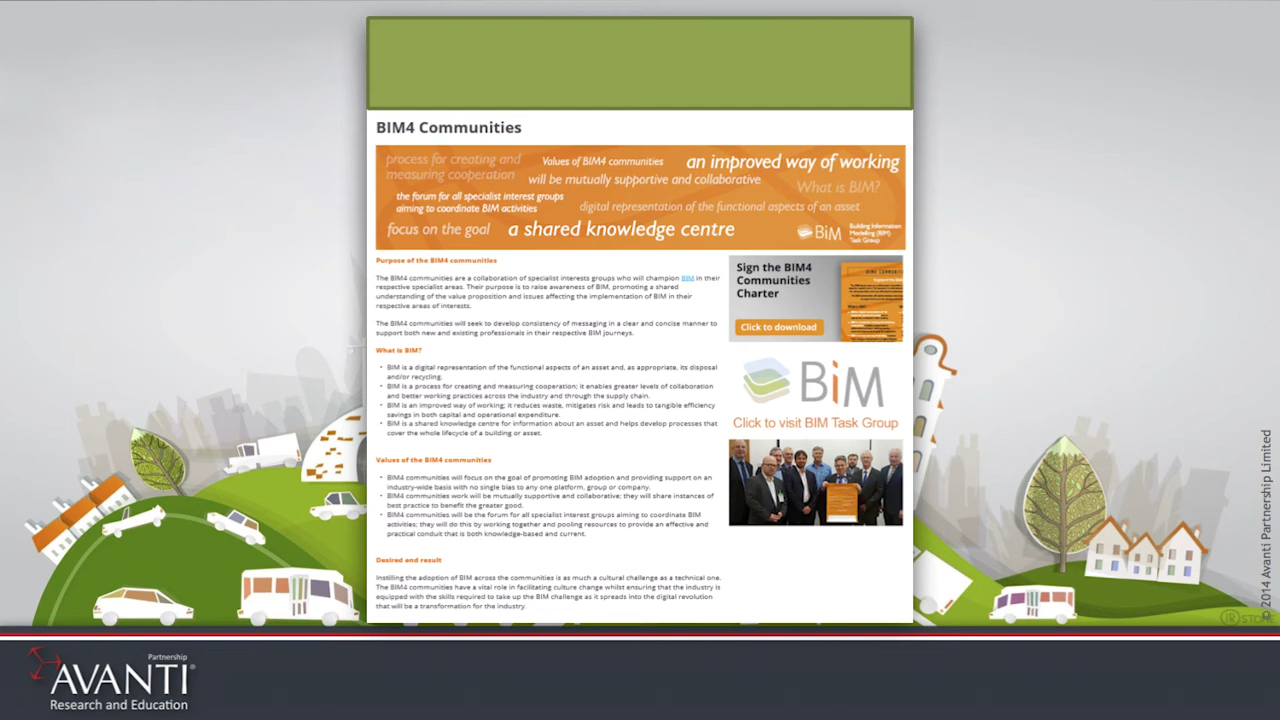 BIM4 Communities
process for creating and
measuring cooperation
Values of BIM4 communities
an improved way of working
will be mutually supportive and collaborative
What is BIM?
the forum for all specialist interest groups
aiming to coordinate BIM activities
digital representation of the functional aspects of an asset
focus on the goal
a shared knowledge centre
BiM
Building Information
Modelling (BIM)
Task Group
Purpose of the BIM4 communities
The BIM4 communities are a collaboration of specialist interests groups who will champion BIM in their
respective specialist areas. Their purpose is to raise awareness of BIM, promoting a shared
understanding of the value proposition and issues affecting the implementation of BIM in their
respective areas of interests.
The BIM4 communities will seek to develop consistency of messaging in a clear and concise manner to
support both new and existing professionals in their respective BIM journeys.
What is BIM?
• BIM is a digital representation of the functional aspects of an asset and, as appropriate, its disposal
and/or recycling.
• BIM is a process for creating and measuring cooperation; it enables greater levels of collaboration
and better working practices across the industry and through the supply chain.
• BIM is an improved way of working; it reduces waste, mitigates risk and leads to tangible efficiency
savings in both capital and operational expenditure.
• BIM is a shared knowledge centre for information about an asset and helps develop processes that
cover the whole lifecycle of a building or asset.
Values of the BIM4 communities
• BIM4 communities will focus on the goal of promoting BIM adoption and providing support on an
industry-wide basis with no single bias to any one platform, group or company.
• BIM4 communities work will be mutually supportive and collaborative; they will share instances of
best practice to benefit the greater good.
• BIM4 communities will be the forum for all specialist interest groups aiming to coordinate BIM
activities; they will do this by working together and pooling resources to provide an effective and
practical conduit that is both knowledge-based and current.
Desired end result
Instilling the adoption of BIM across the communities is as much a cultural challenge as a technical one.
The BIM4 communities have a vital role in facilitating culture change whilst ensuring that the industry is
equipped with the skills required to take up the BIM challenge as it spreads into the digital revolution
that will be a transformation for the industry.
Sign the BIM4
Communities
Charter
Click to download
BiM
Click to visit BIM Task Group
© 2014 Avanti Partnership Limited
Partnership
AVANTI®
Research and Education